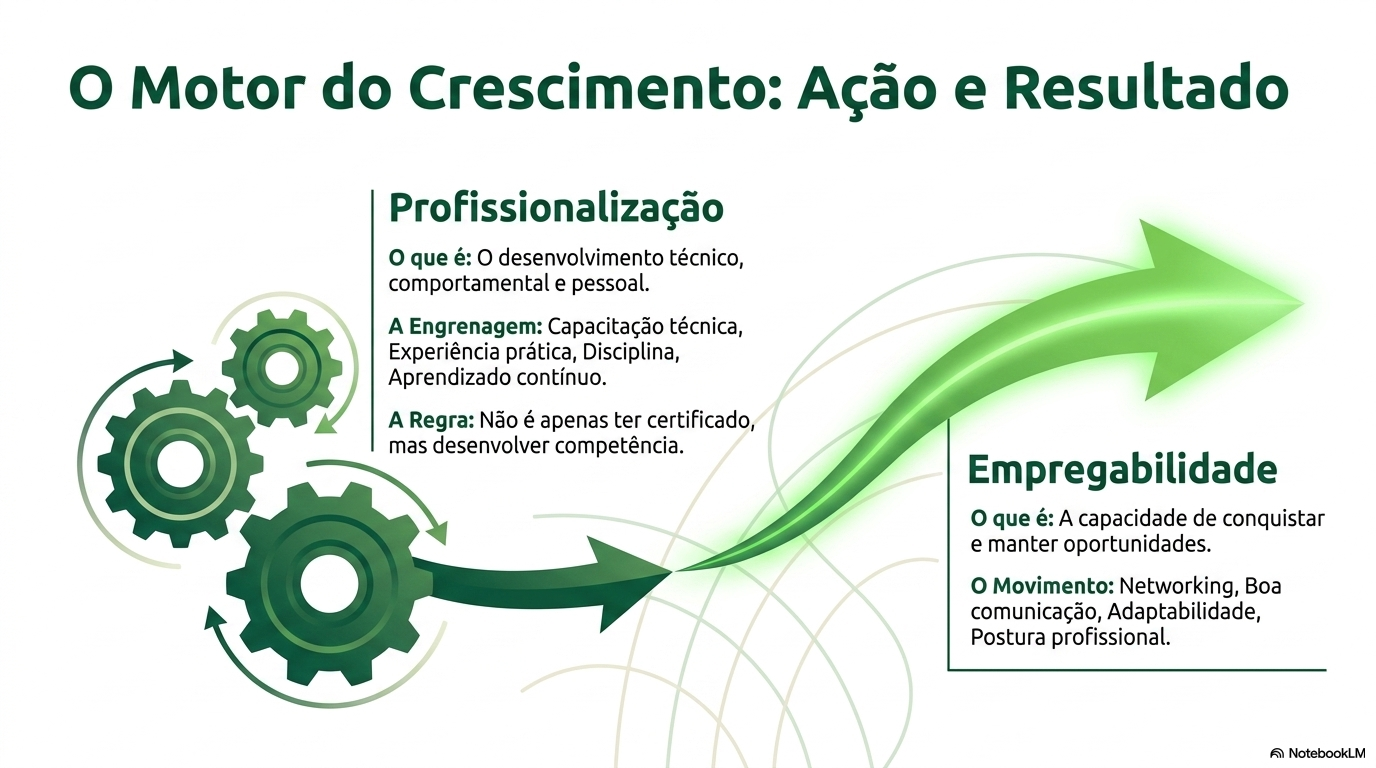 O Motor do Crescimento: Ação e Resultado
Profissionalização
O que é: O desenvolvimento técnico,
comportamental e pessoal.
A Engrenagem: Capacitação técnica,
Experiência prática, Disciplina,
Aprendizado contínuo.
A Regra: Não é apenas ter certificado,
mas desenvolver competência.
Empregabilidade
O que é: A capacidade de conquistar
e manter oportunidades.
O Movimento: Networking, Boa
comunicação, Adaptabilidade,
Postura profissional.
NotebookLM